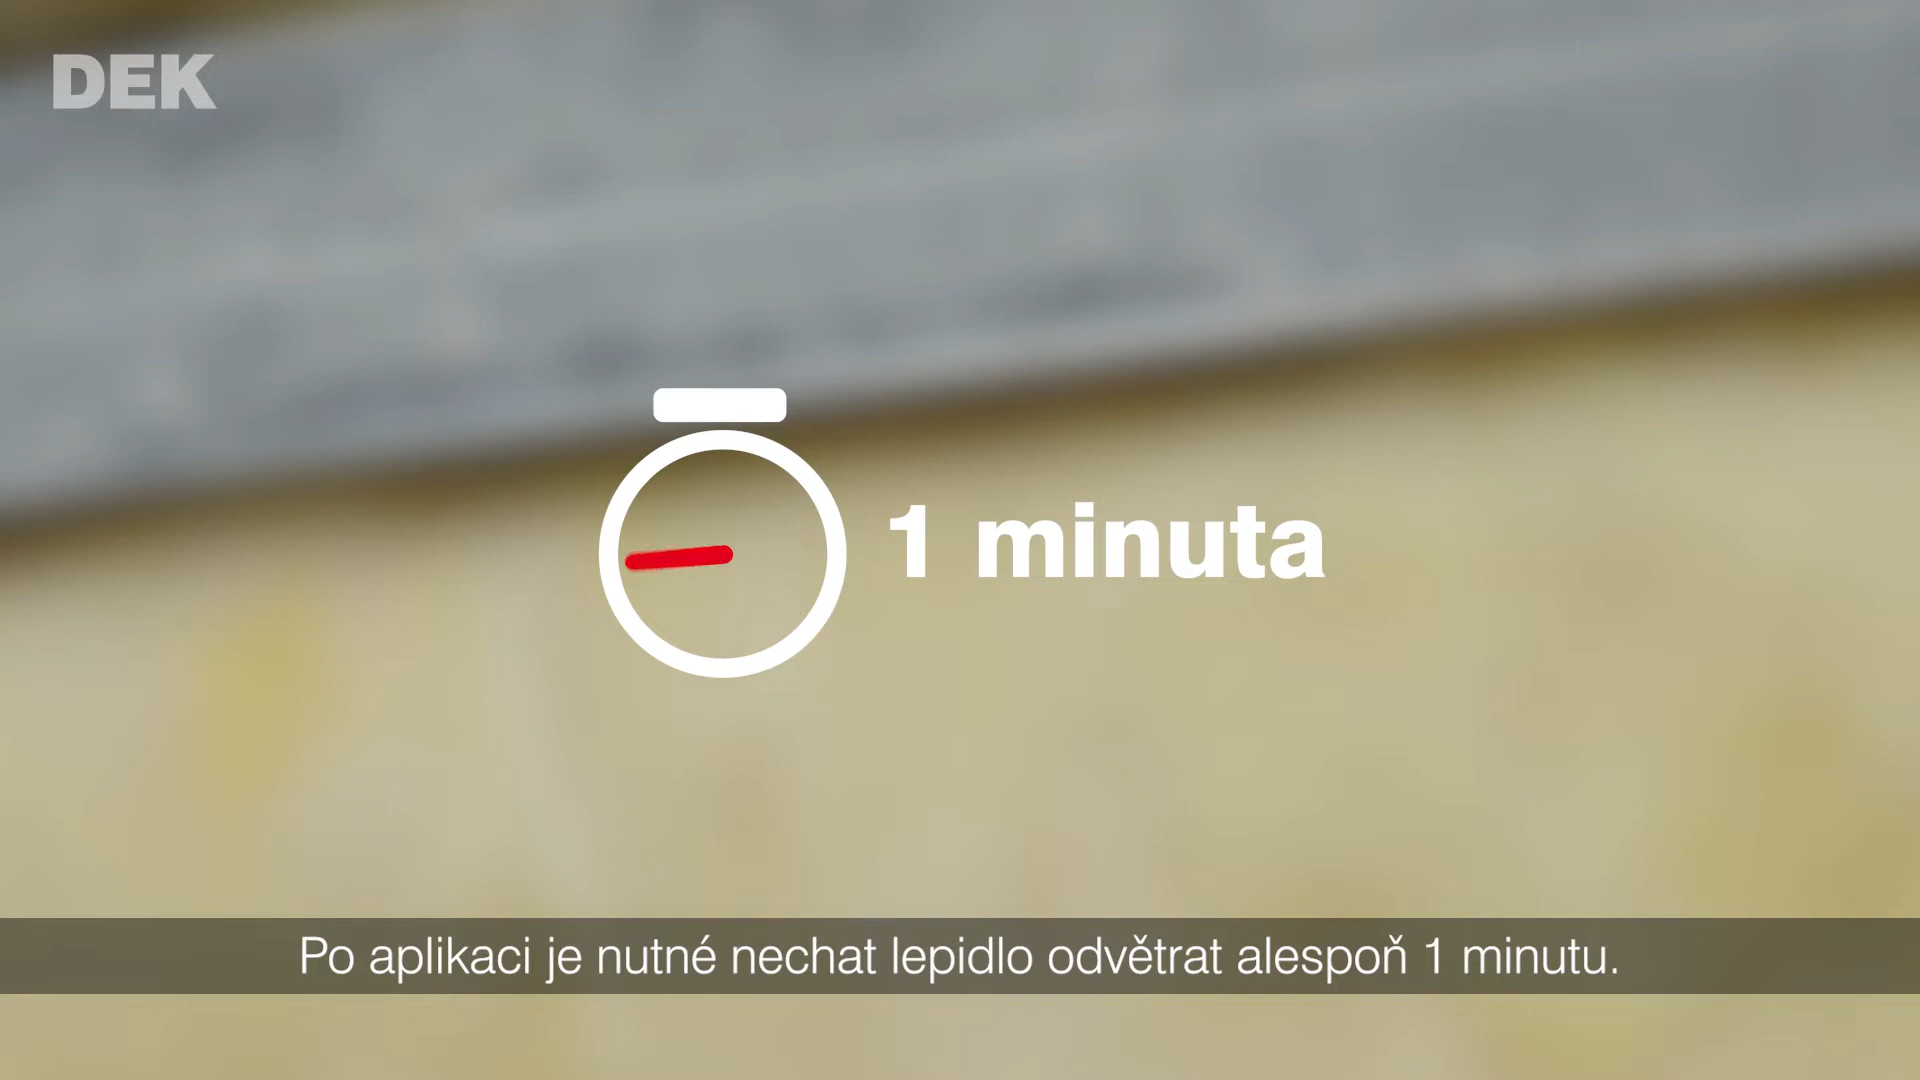 DEK
1 minuta
Po aplikaci je nutné nechat lepidlo odvětrat alespoň 1 minutu.